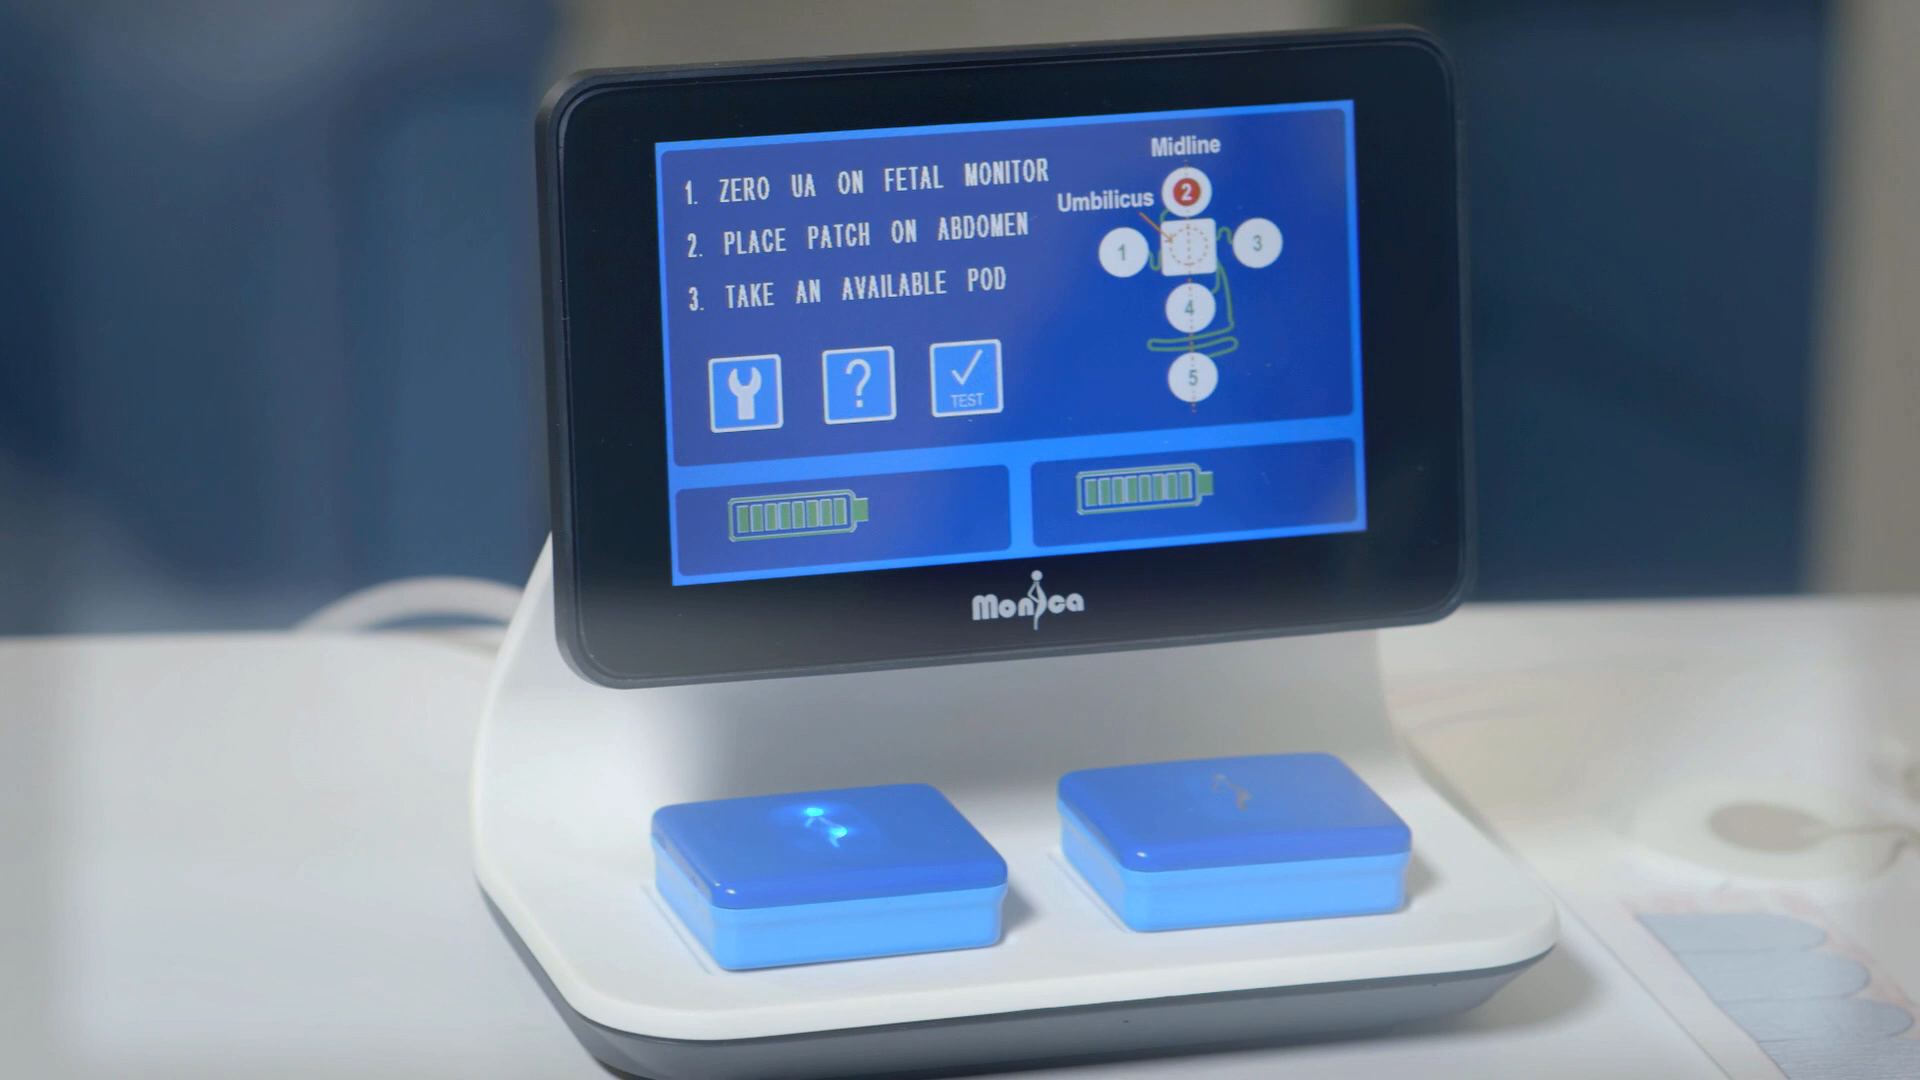 1. ZERO UA ON FETAL MONITOR
2. PLACE PATCH ON ABDOMEN
3. TAKE AN AVAILABLE POD
?
TEST
Midline
Umbilicus
2
1
3
4
5
Monica